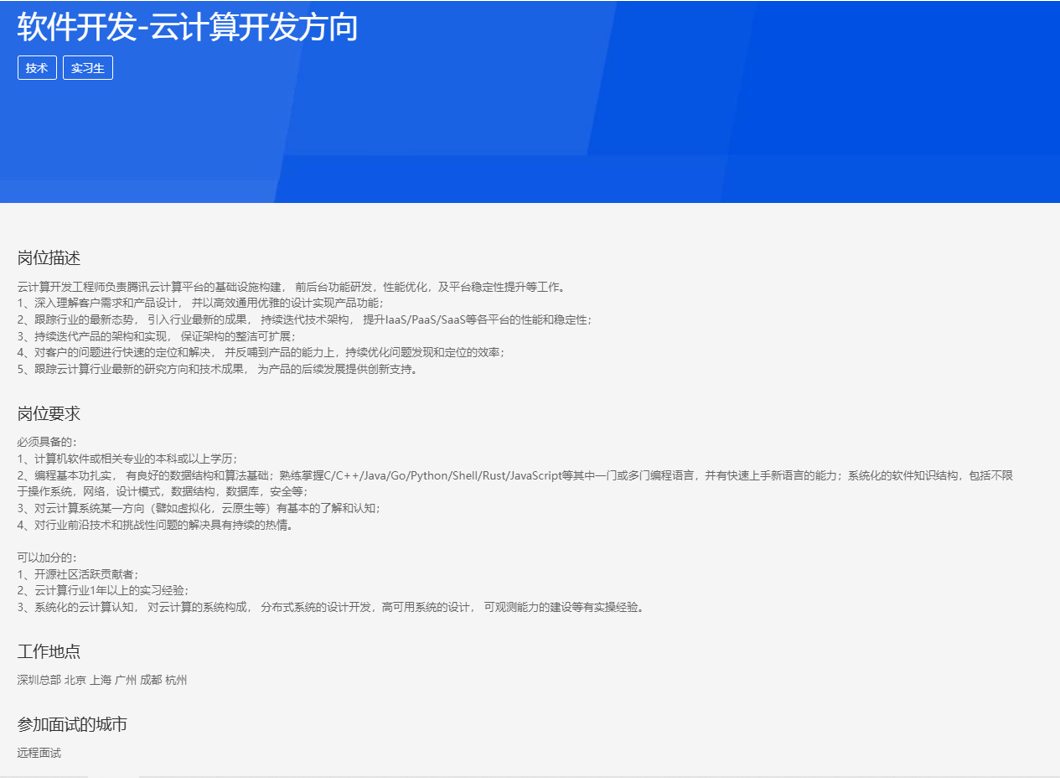 软件开发-云计算开发方向
技术 实习生
岗位描述
云计算开发工程师负责腾讯云计算平台的基础设施构建， 前后台功能研发，性能优化，及平台稳定性提升等工作。
1、深入理解客户需求和产品设计， 并以高效通用优雅的设计实现产品功能；
2、跟踪行业的最新态势， 引入行业最新的成果， 持续迭代技术架构， 提升IaaS/PaaS/SaaS等各平台的性能和稳定性；
3、持续迭代产品的架构和实现， 保证架构的整洁可扩展；
4、对客户的问题进行快速的定位和解决， 并反哺到产品的能力上，持续优化问题发现和定位的效率；
5、跟踪云计算行业最新的研究方向和技术成果， 为产品的后续发展提供创新支持。
岗位要求
必须具备的：
1、计算机软件或相关专业的本科或以上学历；
2、编程基本功扎实， 有良好的数据结构和算法基础；熟练掌握C/C++/Java/Go/Python/Shell/Rust/JavaScript等其中一门或多门编程语言，并有快速上手新语言的能力；系统化的软件知识结构，包括不限
于操作系统，网络，设计模式，数据结构，数据库，安全等；
3、对云计算系统某一方向（譬如虚拟化，云原生等）有基本的了解和认知；
4、对行业前沿技术和挑战性问题的解决具有持续的热情。
可以加分的：
1、开源社区活跃贡献者；
2、云计算行业1年以上的实习经验；
3、系统化的云计算认知， 对云计算的系统构成， 分布式系统的设计开发，高可用系统的设计， 可观测能力的建设等有实操经验。
工作地点
深圳总部 北京 上海 广州 成都 杭州
参加面试的城市
远程面试